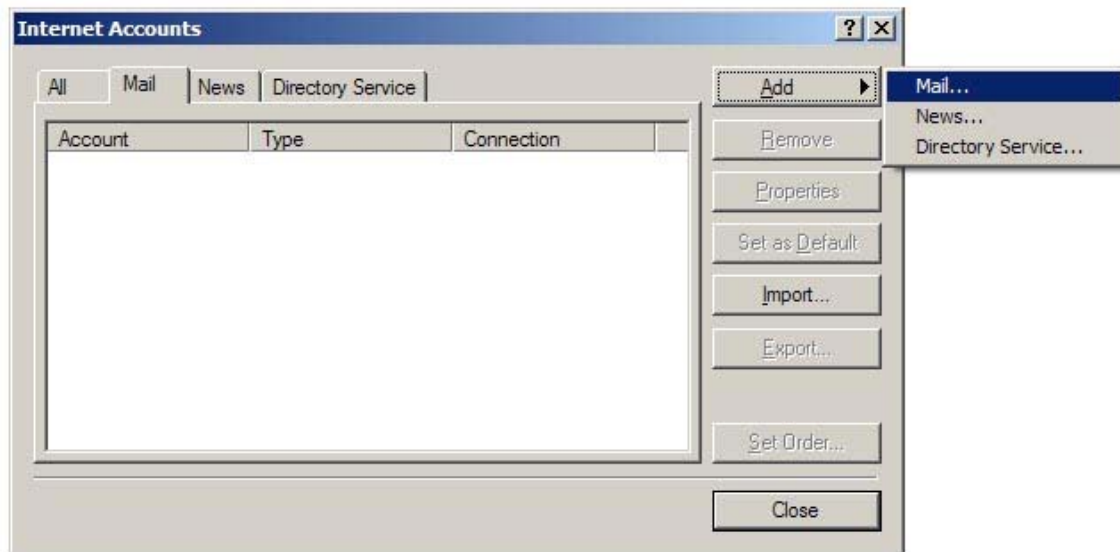 Internet Accounts
All Mail News Directory Service
Account Type Connection
Add
Remove
Properties
Set as Default
Import...
Export...
Set Order...
Close
Mail...
News...
Directory Service...